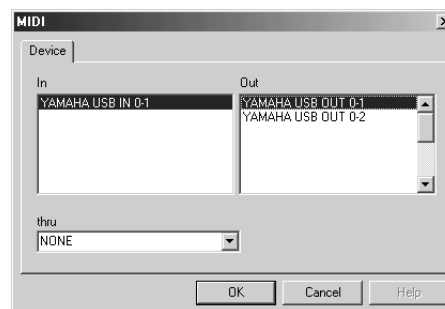 MIDI
Device
In
Out
YAMAHA USB IN 0-1
YAMAHA USB OUT 0-1
YAMAHA USB OUT 0-2
thru
NONE
OK
Cancel
Help